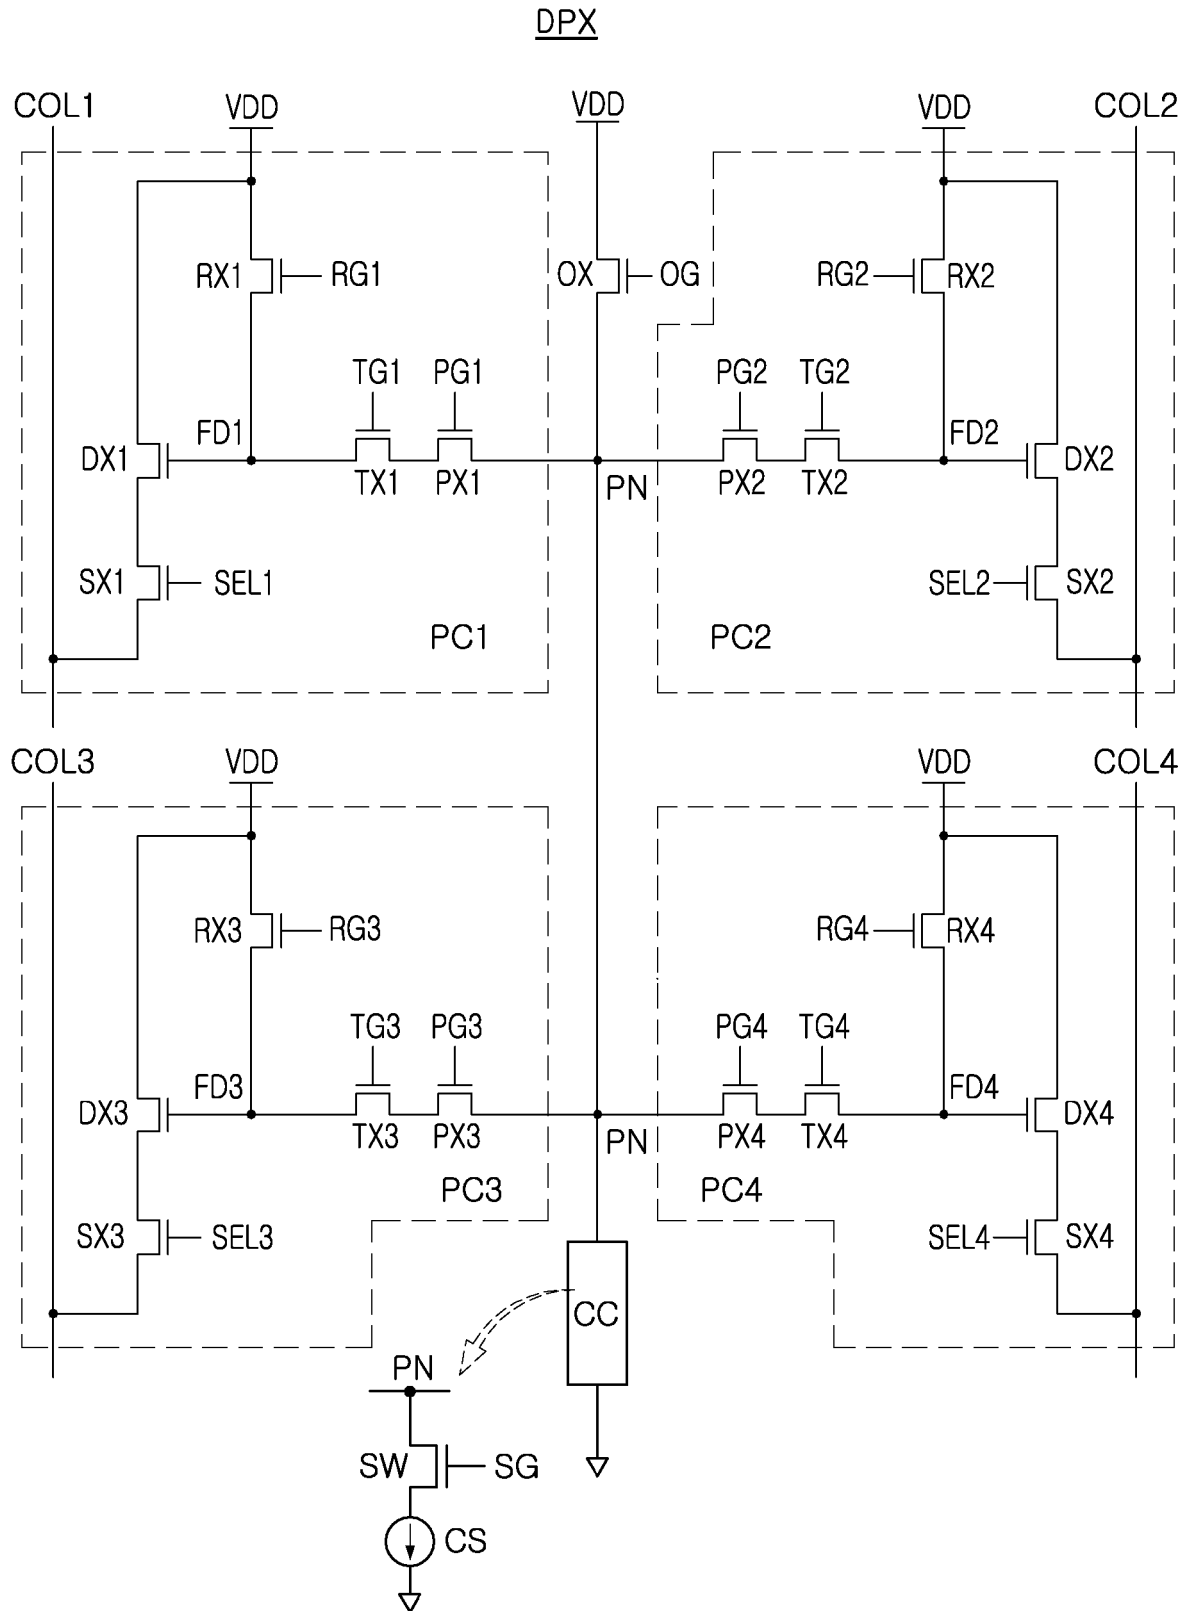 DPX
COL1 VDD VDD VDD COL2
RX1 RG1 OX OG RG2 RX2
TG1 PG1 PG2 TG2
FD1 FD2
DX1 TX1 PX1 PN PX2 TX2 DX2
SX1 SEL1 SEL2 SX2
PC1 PC2
COL3 VDD VDD COL4
RX3 RG3 RG4 RX4
TG3 PG3 PG4 TG4
FD3 FD4
DX3 TX3 PX3 PN PX4 TX4 DX4
PC3 PC4
SX3 SEL3 SEL4 SX4
CC
PN
SW SG
CS